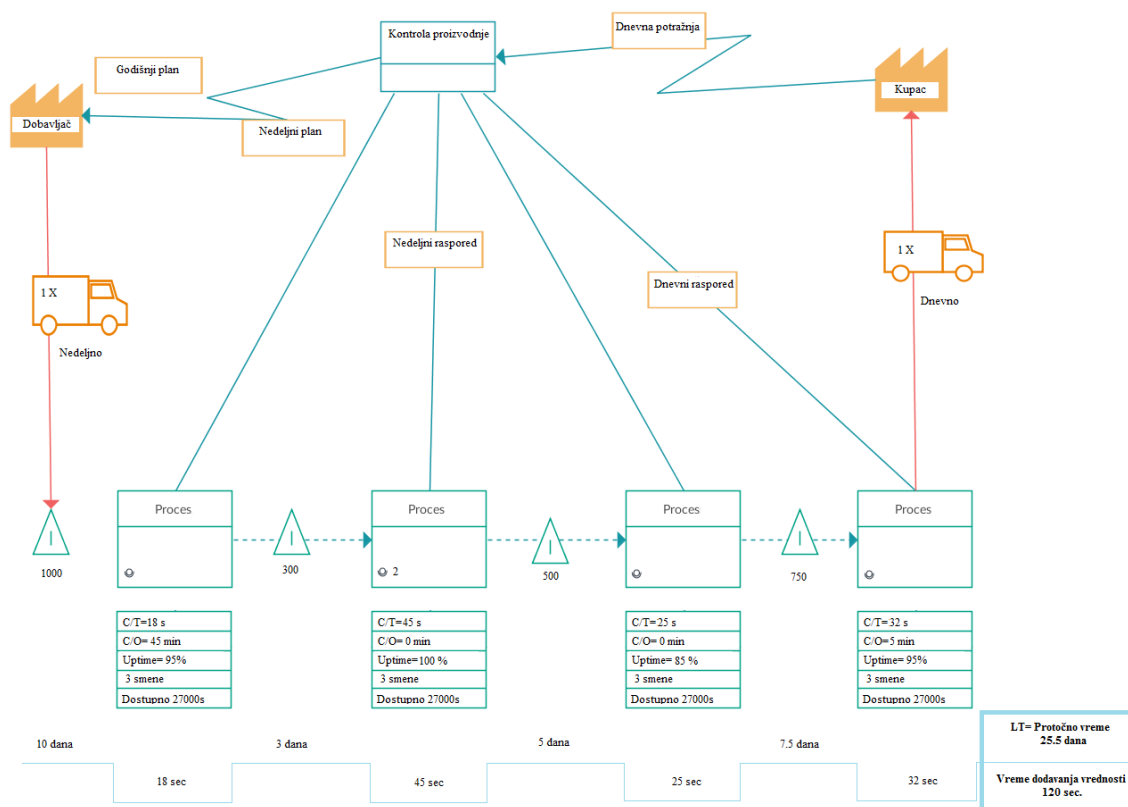 Kontrola proizvodnje
Dnevna potražnja
Godišnji plan
Nedeljni plan
Dobavljač
Kupac
Nedeljni raspored
Dnevni raspored
1 X
Nedeljno
1 X
Dnevno
I
1000
Proces
I
300
Proces
2
I
500
Proces
I
750
Proces
C/T=18 s
C/O= 45 min
Uptime= 95%
3 smene
Dostupno 27000s
C/T=45 s
C/O= 0 min
Uptime= 100 %
3 smene
Dostupno 27000s
C/T=25 s
C/O= 0 min
Uptime= 85 %
3 smene
Dostupno 27000s
C/T= 32 s
C/O=5 min
Uptime= 95%
3 smene
Dostupno 27000s
10 dana
3 dana
5 dana
7.5 dana
18 sec
45 sec
25 sec
32 sec
LT= Protočno vreme
25.5 dana
Vreme dodavanja vrednosti
120 sec.